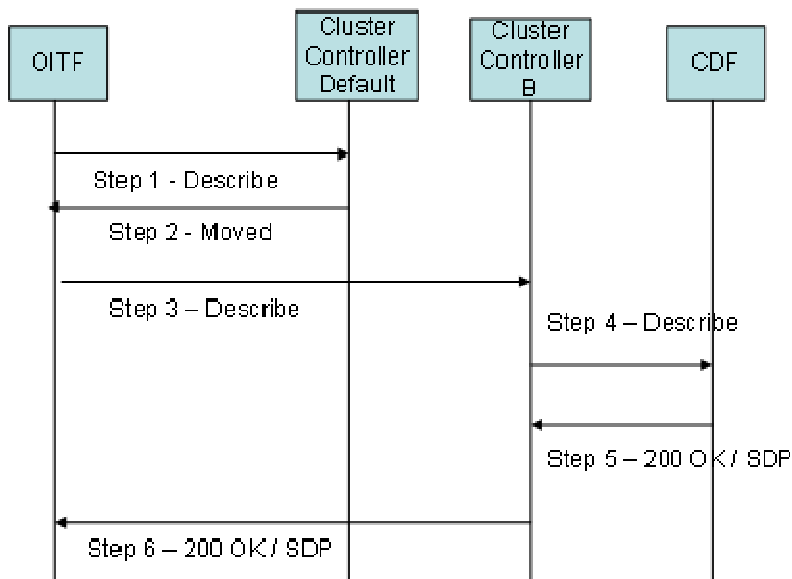 OITF
Cluster
Controller
Default
Cluster
Controller
B
CDF
Step 1 - Describe
Step 2 - Moved
Step 3 – Describe
Step 4 – Describe
Step 5 – 200 OK / SDP
Step 6 – 200 OK / SDP